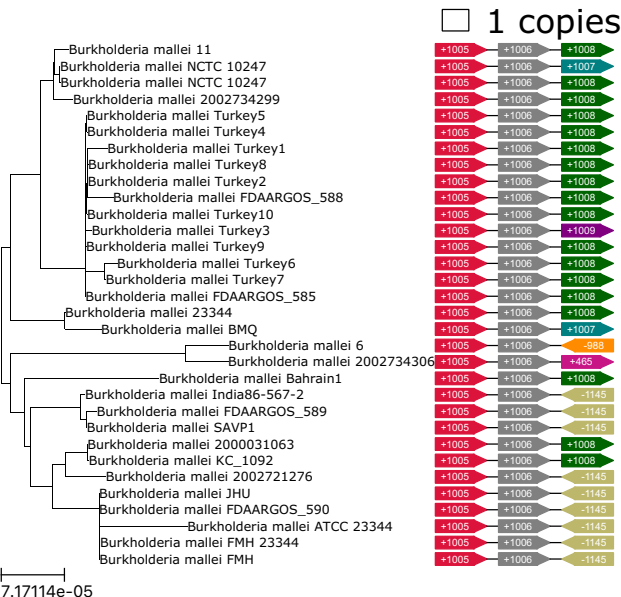 1 copies
Burkholderia mallei 11 +1005 +1006 +1008
Burkholderia mallei NCTC 10247 +1005 +1006 +1007
Burkholderia mallei NCTC 10247 +1005 +1006 +1008
Burkholderia mallei 2002734299 +1005 +1006 +1008
Burkholderia mallei Turkey5 +1005 +1006 +1008
Burkholderia mallei Turkey4 +1005 +1006 +1008
Burkholderia mallei Turkey1 +1005 +1006 +1008
Burkholderia mallei Turkey8 +1005 +1006 +1008
Burkholderia mallei Turkey2 +1005 +1006 +1008
Burkholderia mallei FDAARGOS_588 +1005 +1006 +1008
Burkholderia mallei Turkey10 +1005 +1006 +1008
Burkholderia mallei Turkey3 +1005 +1006 +1009
Burkholderia mallei Turkey9 +1005 +1006 +1008
Burkholderia mallei Turkey6 +1005 +1006 +1008
Burkholderia mallei Turkey7 +1005 +1006 +1008
Burkholderia mallei FDAARGOS_585 +1005 +1006 +1008
Burkholderia mallei 23344 +1005 +1006 +1008
Burkholderia mallei BMQ +1005 +1006 +1007
Burkholderia mallei 6 +1005 +1006 -988
Burkholderia mallei 2002734306 +1005 +1006 +465
Burkholderia mallei Bahrain1 +1005 +1006 +1008
Burkholderia mallei India86-567-2 +1005 +1006 -1145
Burkholderia mallei FDAARGOS_589 +1005 +1006 -1145
Burkholderia mallei SAVP1 +1005 +1006 -1145
Burkholderia mallei 2000031063 +1005 +1006 +1008
Burkholderia mallei KC_1092 +1005 +1006 +1008
Burkholderia mallei 2002721276 +1005 +1006 -1145
Burkholderia mallei JHU +1005 +1006 -1145
Burkholderia mallei FDAARGOS_590 +1005 +1006 -1145
Burkholderia mallei ATCC 23344 +1005 +1006 -1145
Burkholderia mallei FMH 23344 +1005 +1006 -1145
Burkholderia mallei FMH +1005 +1006 -1145
7.17114e-05